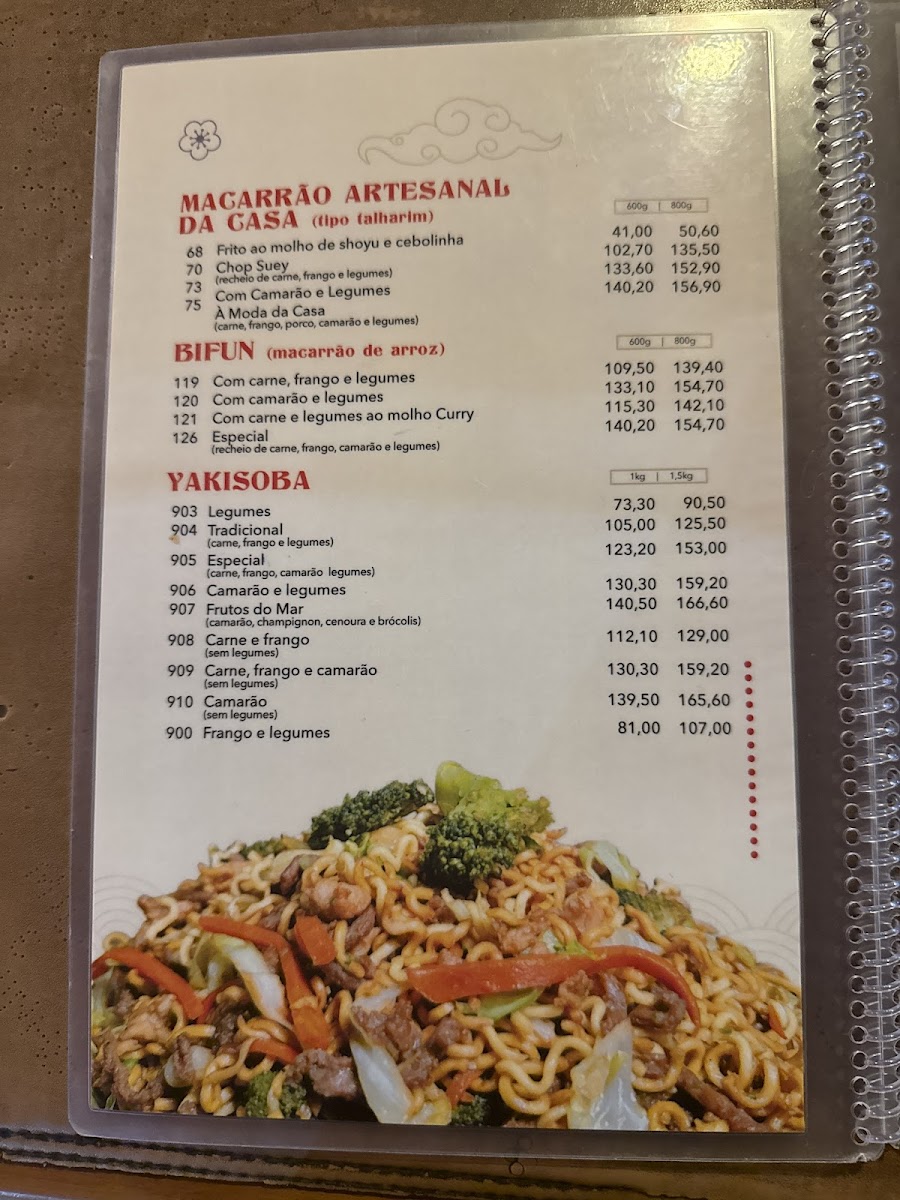 MACARRÃO ARTESANAL
DA CASA (tipo talharim)
600g | 800g
68 Frito ao molho de shoyu e cebolinha 41,00 50,60
70 Chop Suey 102,70 135,50
(recheio de carne, frango e legumes)
73 Com Camarão e Legumes 133,60 152,90
75 À Moda da Casa 140,20 156,90
(carne, frango, porco, camarão e legumes)
BIFUN (macarrão de arroz)
600g | 800g
119 Com carne, frango e legumes 109,50 139,40
120 Com camarão e legumes 133,10 154,70
121 Com carne e legumes ao molho Curry 115,30 142,10
126 Especial 140,20 154,70
(recheio de carne, frango, camarão e legumes)
YAKISOBA
1kg | 1,5kg
903 Legumes 73,30 90,50
904 Tradicional 105,00 125,50
(carne, frango e legumes)
905 Especial 123,20 153,00
(carne, frango, camarão legumes)
906 Camarão e legumes 130,30 159,20
907 Frutos do Mar 140,50 166,60
(camarão, champignon, cenoura e brócolis)
908 Carne e frango 112,10 129,00
(sem legumes)
909 Carne, frango e camarão 130,30 159,20
(sem legumes)
910 Camarão 139,50 165,60
(sem legumes)
900 Frango e legumes 81,00 107,00